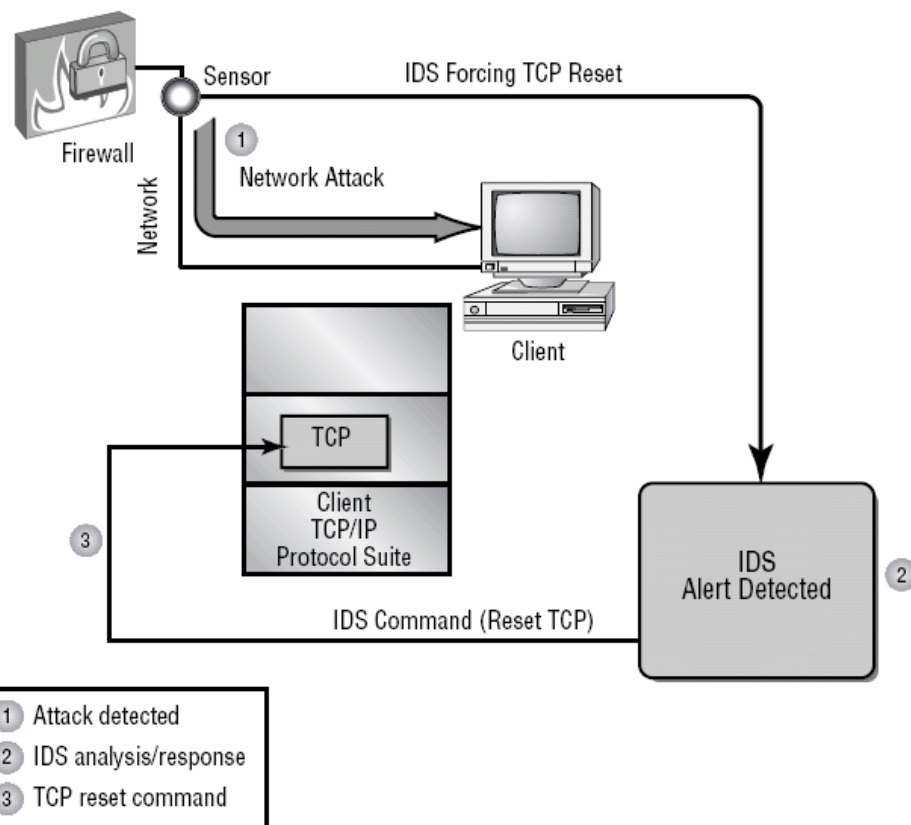 Sensor
IDS Forcing TCP Reset
Firewall
1
Network Attack
Network
Client
TCP
Client
TCP/IP
Protocol Suite
3
IDS
Alert Detected
2
IDS Command (Reset TCP)
1 Attack detected
2 IDS analysis/response
3 TCP reset command